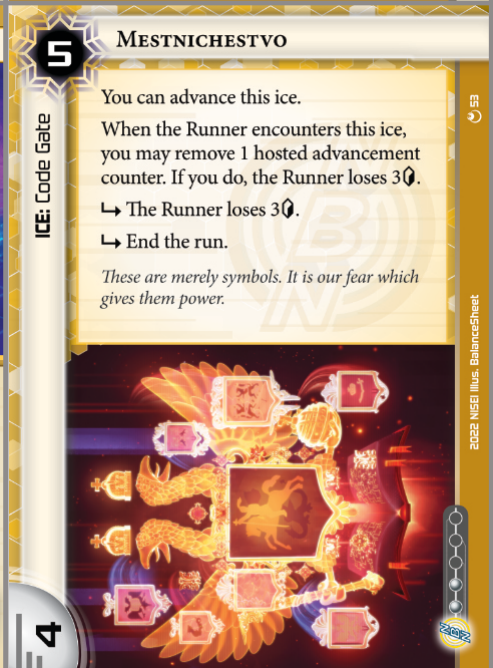 5
MESTNICHESTVO
ICE: Code Gate
You can advance this ice.
When the Runner encounters this ice,
you may remove 1 hosted advancement
counter. If you do, the Runner loses 3.
↳ The Runner loses 3.
↳ End the run.
These are merely symbols. It is our fear which
gives them power.
53
2022 NISEI Illus. BalanceSheet
4
NBN